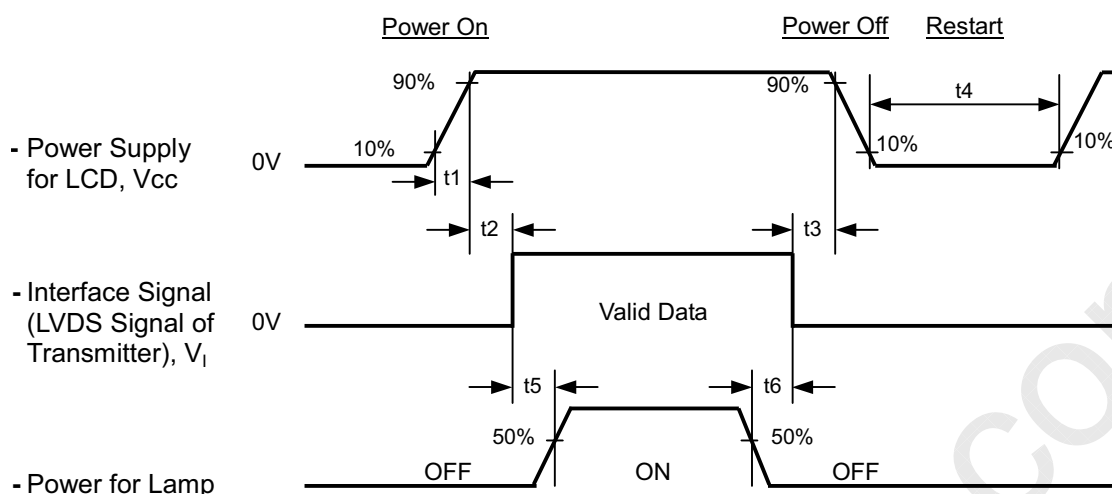 Power On
Power Off
Restart
90%
90%
t4
- Power Supply
for LCD, Vcc
0V
10%
10%
10%
t1
t2
t3
- Interface Signal
(LVDS Signal of
Transmitter), VI
0V
Valid Data
t5
t6
50%
50%
- Power for Lamp
OFF
ON
OFF